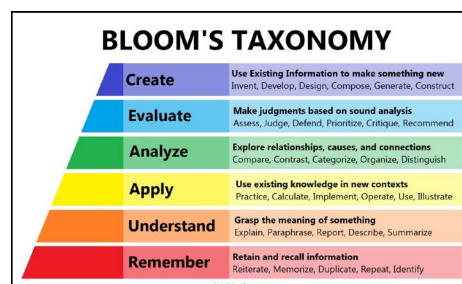 BLOOM'S TAXONOMY
Create
Use Existing Information to make something new
Invent, Develop, Design, Compose, Generate, Construct
Evaluate
Make judgments based on sound analysis
Assess, Judge, Defend, Prioritize, Critique, Recommend
Analyze
Explore relationships, causes, and connections
Compare, Contrast, Categorize, Organize, Distinguish
Apply
Use existing knowledge in new contexts
Practice, Calculate, Implement, Operate, Use, Illustrate
Understand
Grasp the meaning of something
Explain, Paraphrase, Report, Describe, Summarize
Remember
Retain and recall information
Reiterate, Memorize, Duplicate, Repeat, Identify